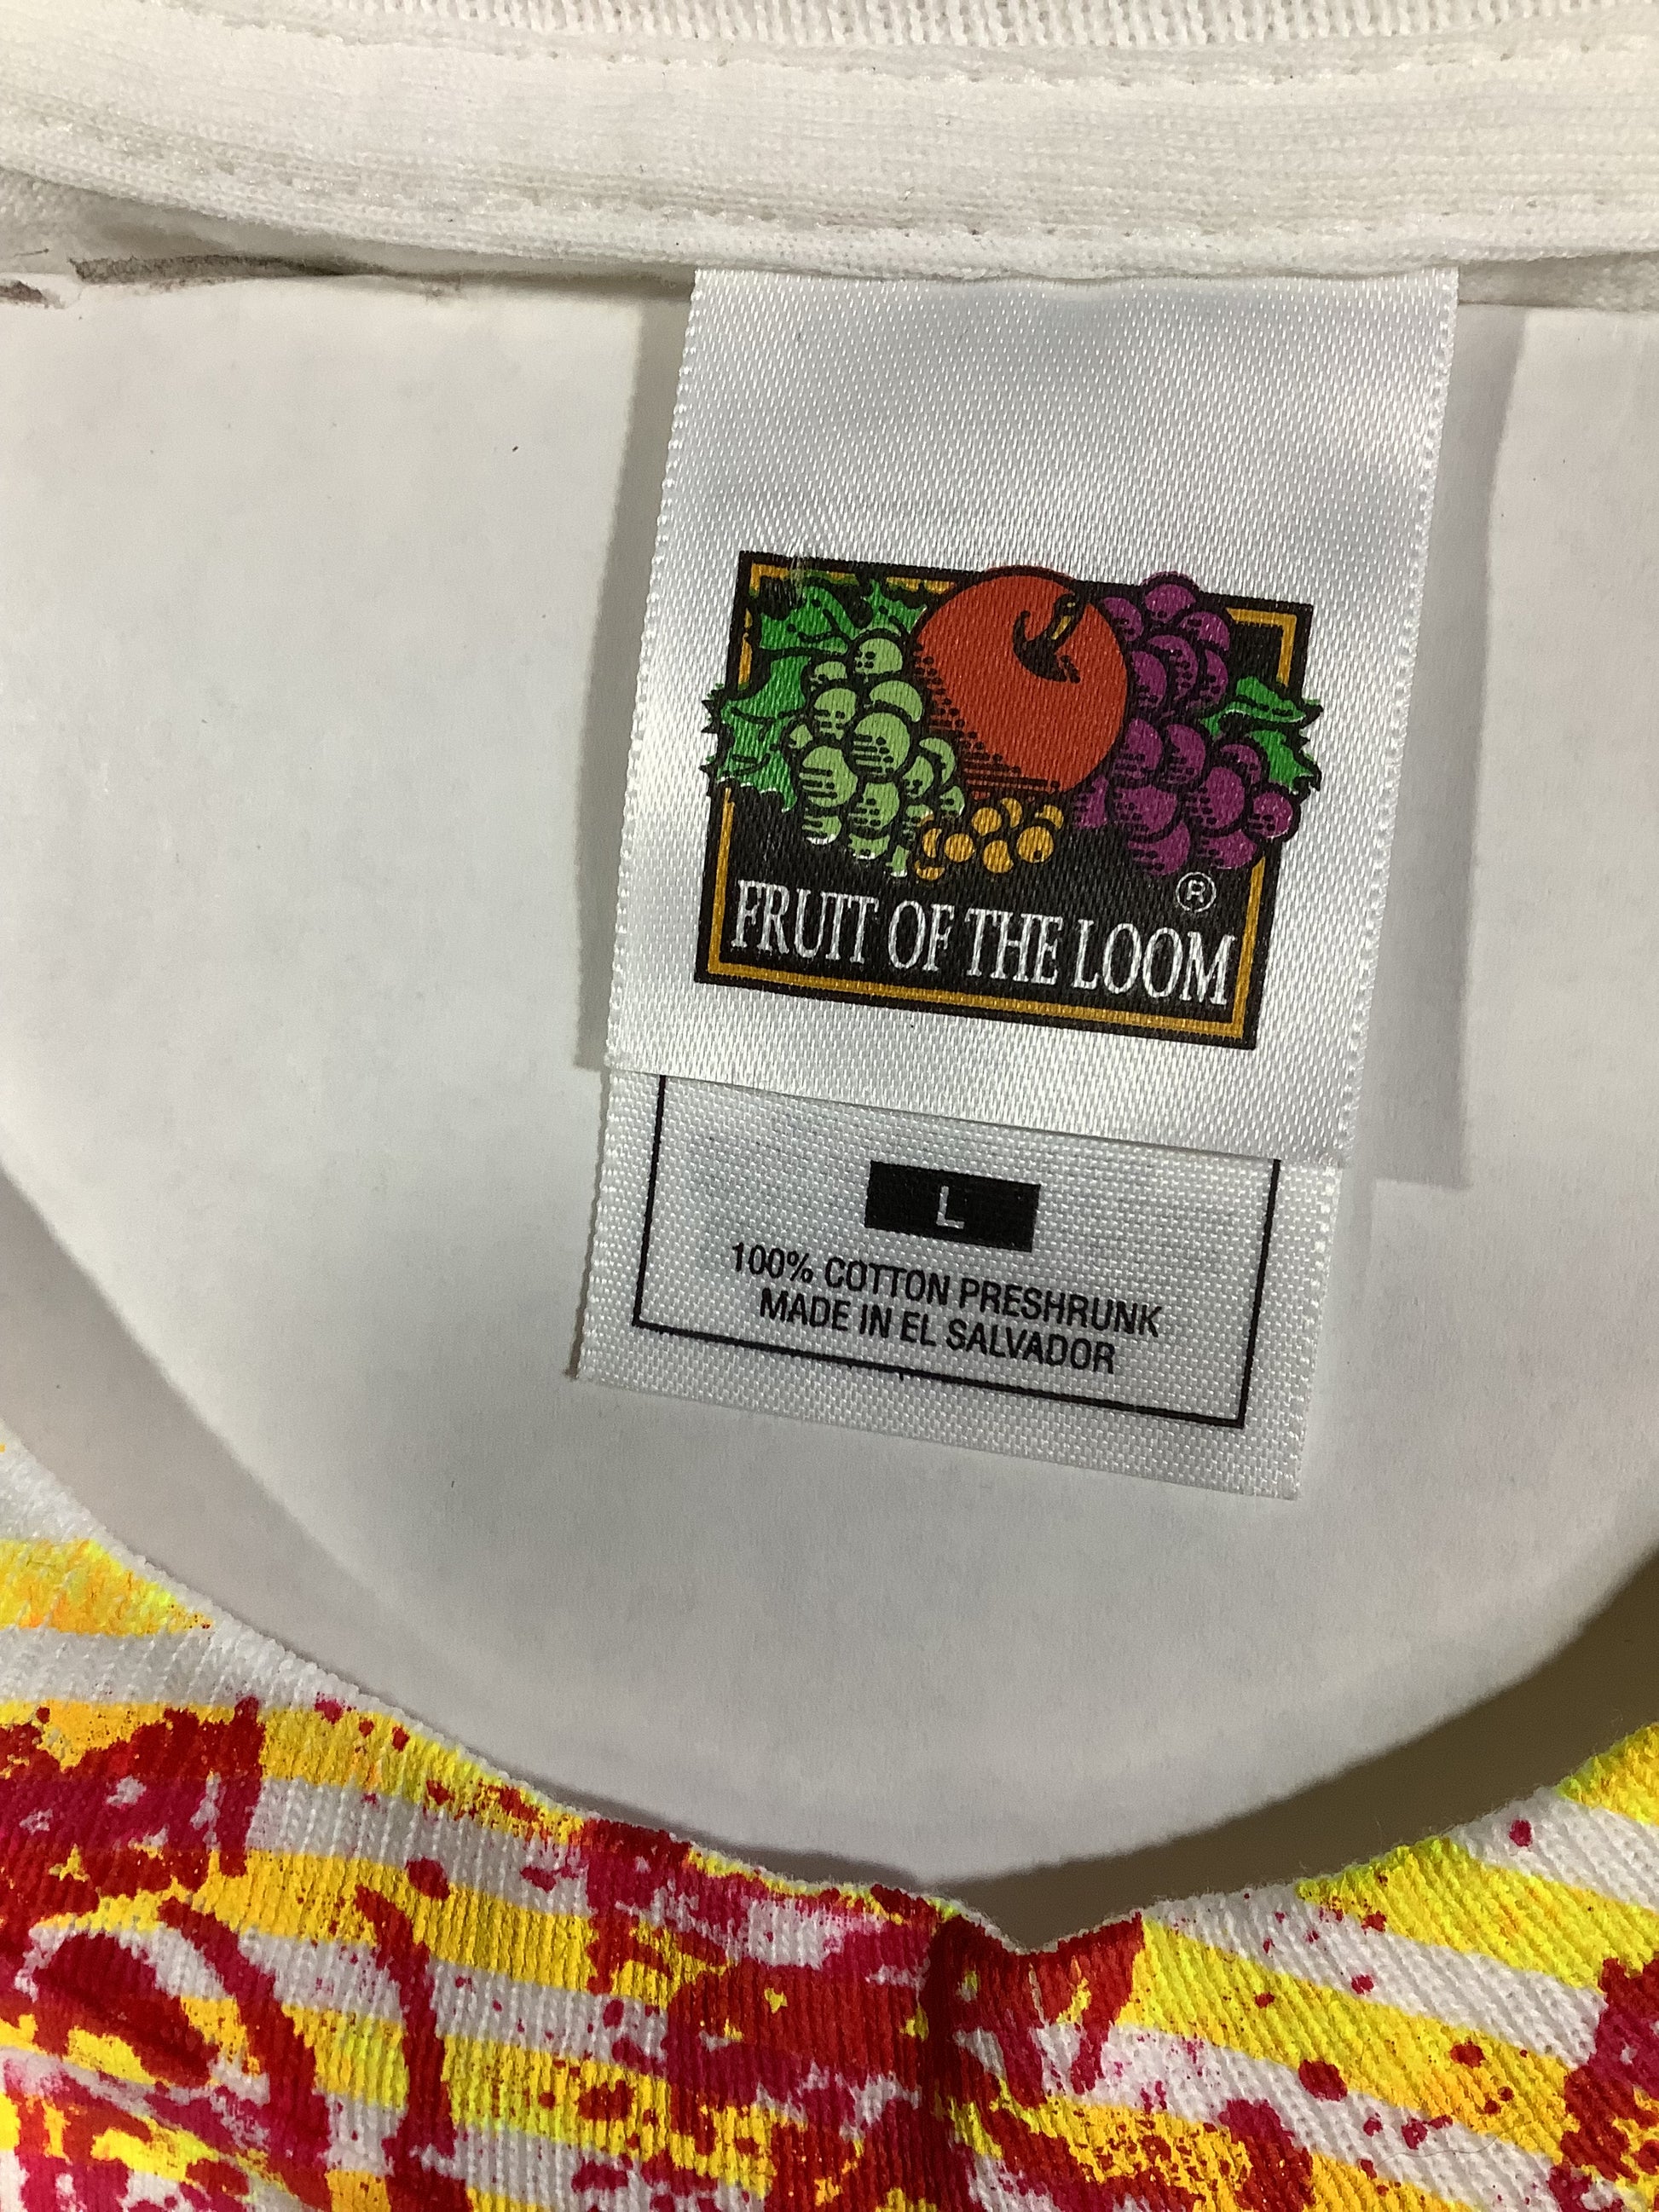 ®
FRUIT OF THE LOOM
L
100% COTTON PRESHRUNK
MADE IN EL SALVADOR